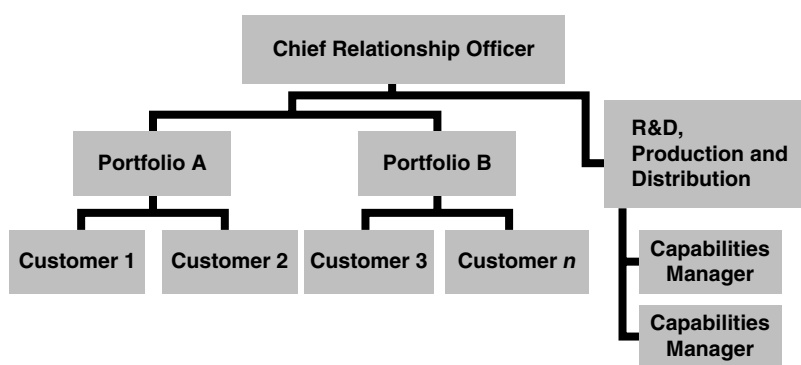 Chief Relationship Officer
Portfolio A
Portfolio B
R&D,
Production and
Distribution
Customer 1
Customer 2
Customer 3
Customer n
Capabilities
Manager
Capabilities
Manager